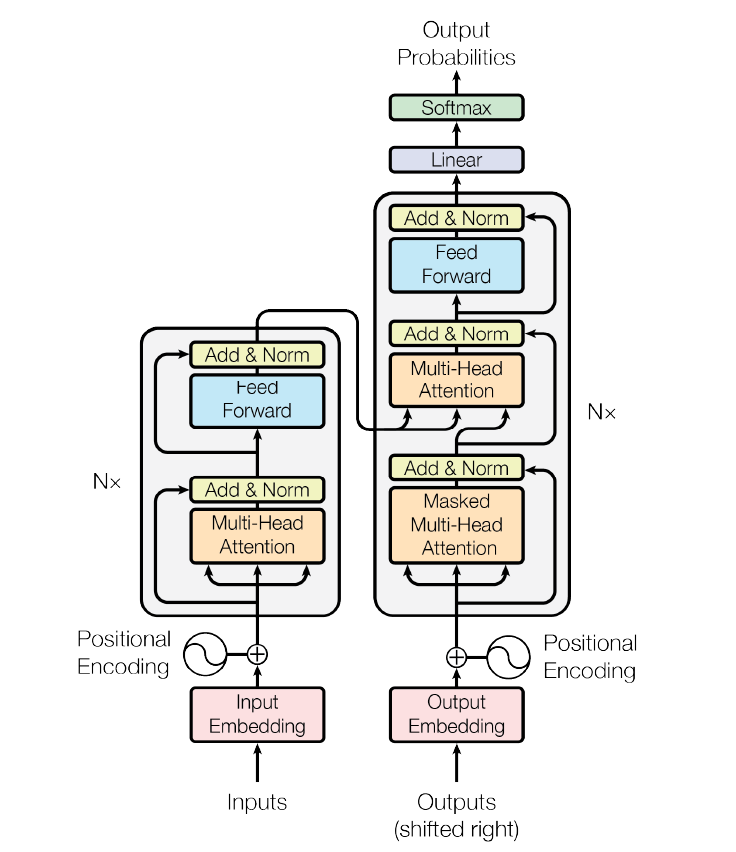 Output
Probabilities
Softmax
Linear
Add & Norm
Feed
Forward
Add & Norm
Multi-Head
Attention
Add & Norm
Masked
Multi-Head
Attention
Nx
Positional
Encoding
Output
Embedding
Outputs
(shifted right)
Add & Norm
Feed
Forward
Add & Norm
Multi-Head
Attention
Nx
Positional
Encoding
Input
Embedding
Inputs